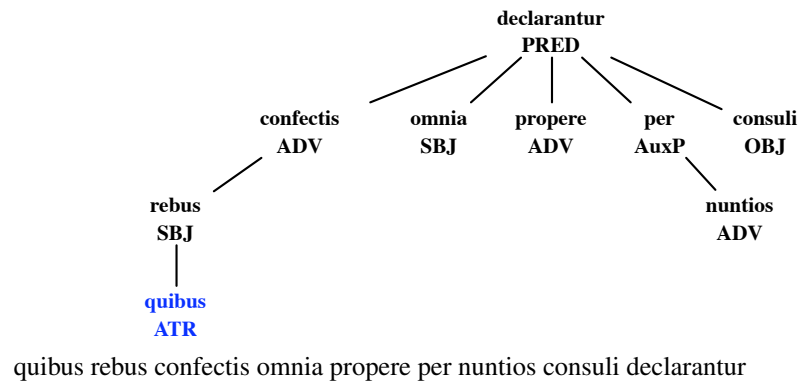 declarantur
PRED
confectis omnia propere per consuli
ADV SBJ ADV AuxP OBJ
rebus nuntios
SBJ ADV
quibus
ATR
quibus rebus confectis omnia propere per nuntios consuli declarantur